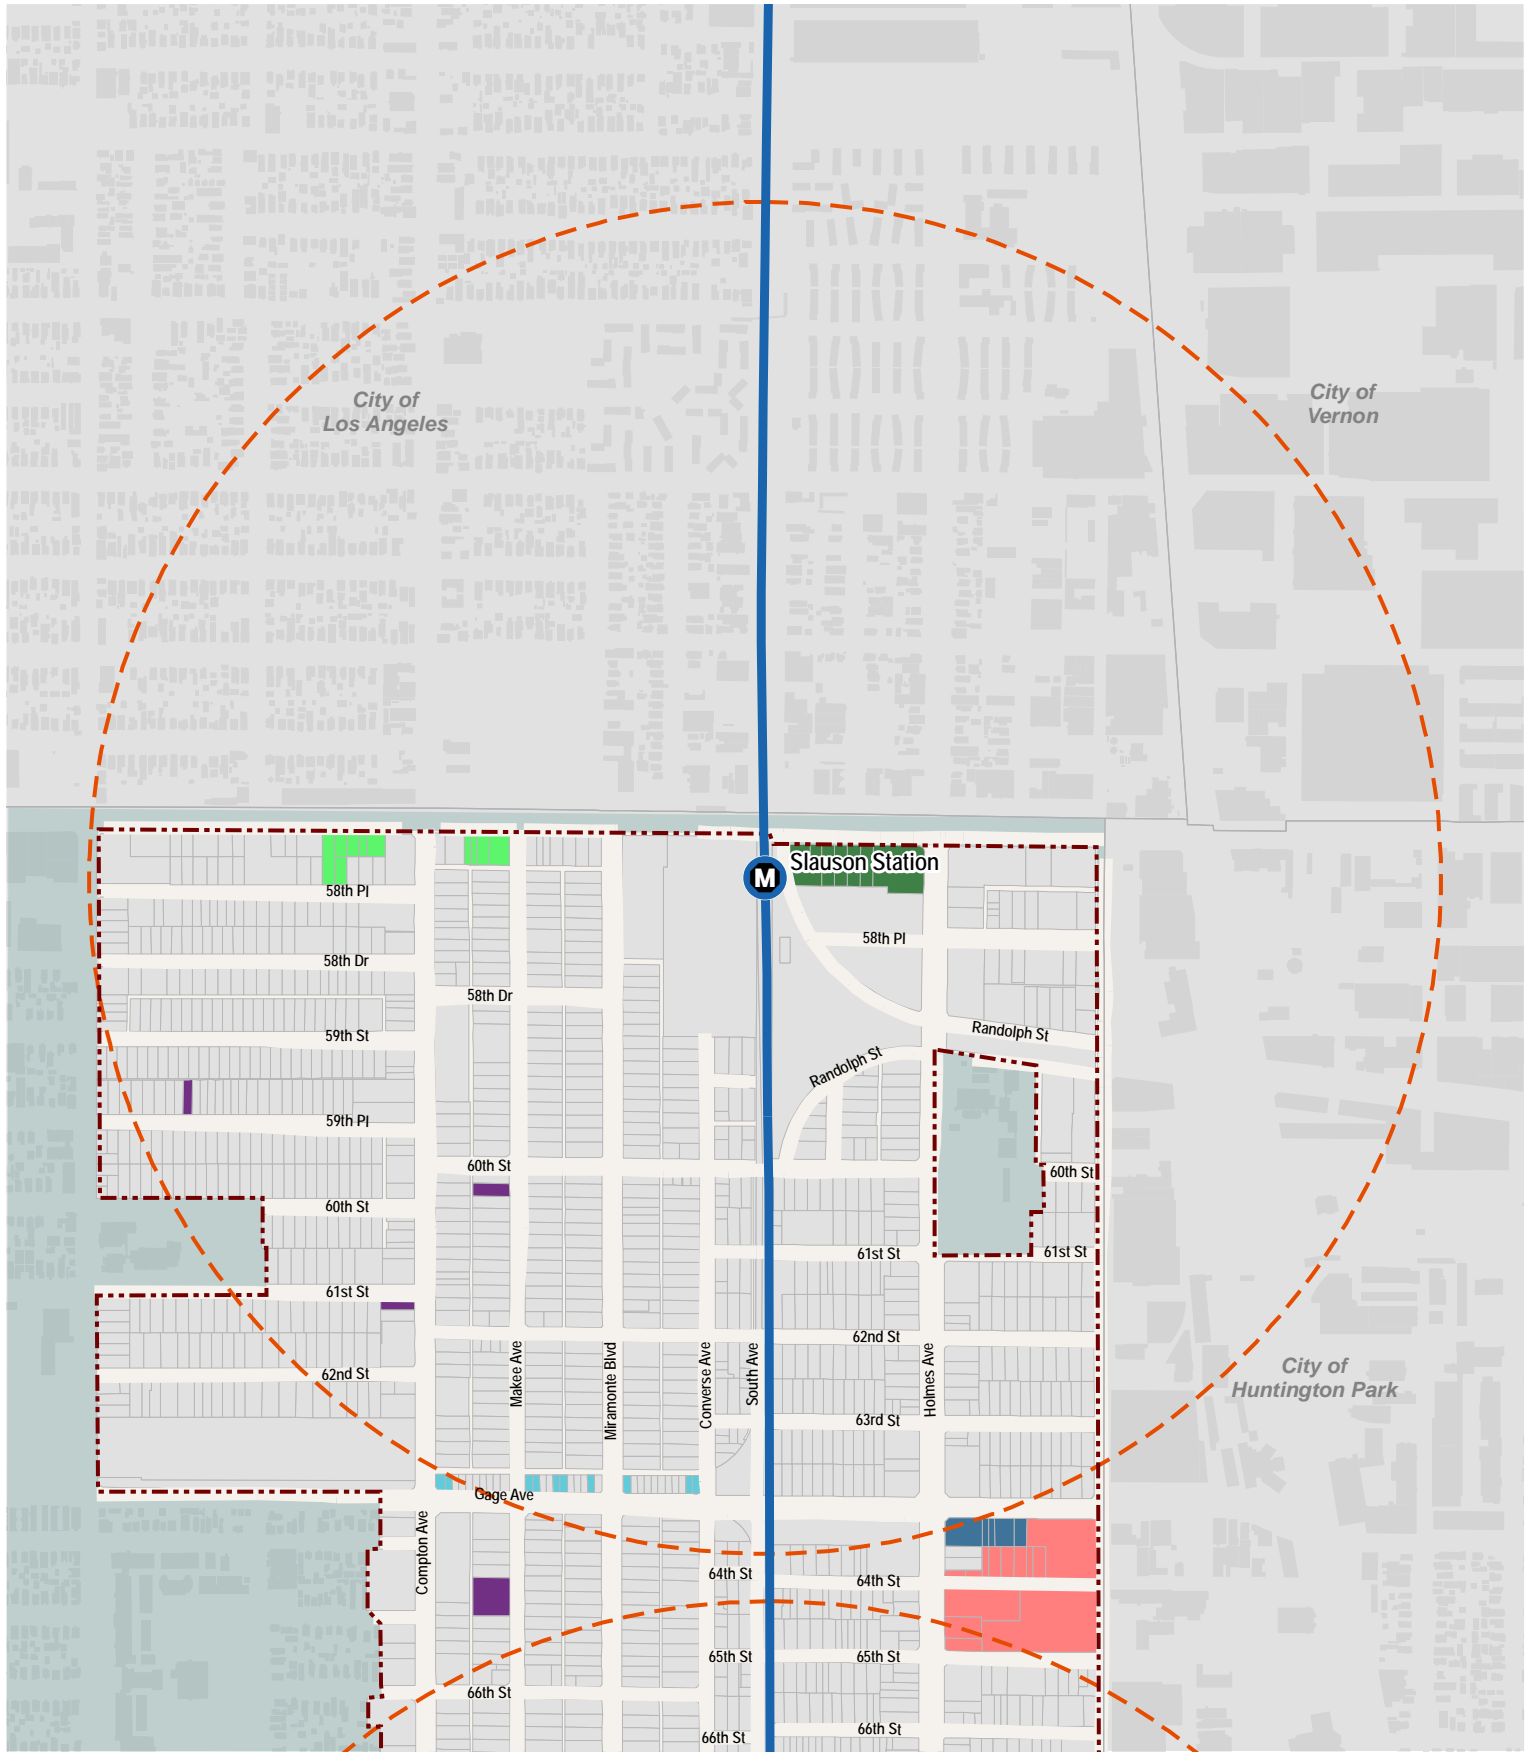 City of
Los Angeles
City of
Vernon
Slauson Station
M
58th Pl
58th Pl
58th Dr
58th Dr
59th St
Randolph St
Randolph St
59th Pl
60th St
60th St
60th St
61st St
61st St
61st St
62nd St
62nd St
Makee Ave
Miramonte Blvd
Converse Ave
South Ave
Holmes Ave
City of
Huntington Park
63rd St
Gage Ave
Compton Ave
64th St
64th St
65th St
65th St
66th St
66th St
66th St